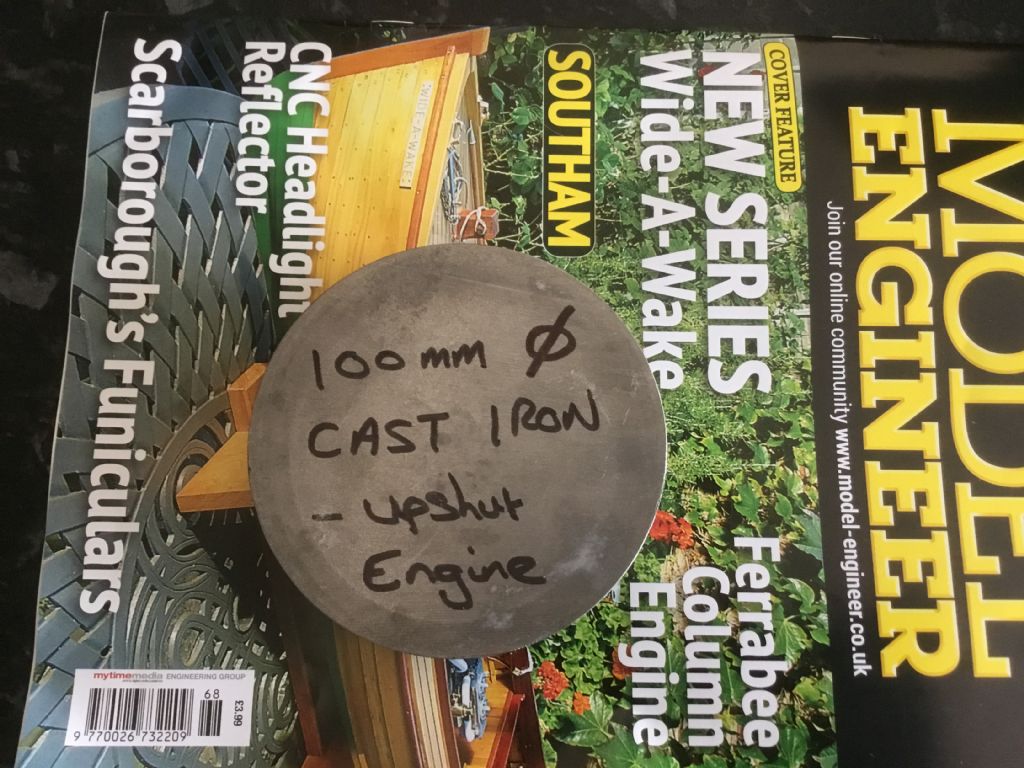 MODEL
ENGINEER
Join our online community www.model-engineer.co.uk
COVER FEATURE
NEW SERIES
Wide-A-Wake
SOUTHAM
Ferrabee
Column
Engine
CNC Headlight
Reflector
Scarborough's Funiculars
WIDE-A-WAKE
100mm Ø
CAST IRON
- upshut
Engine
mytimemedia ENGINEERING GROUP
68
£3.99
9 770026 732209